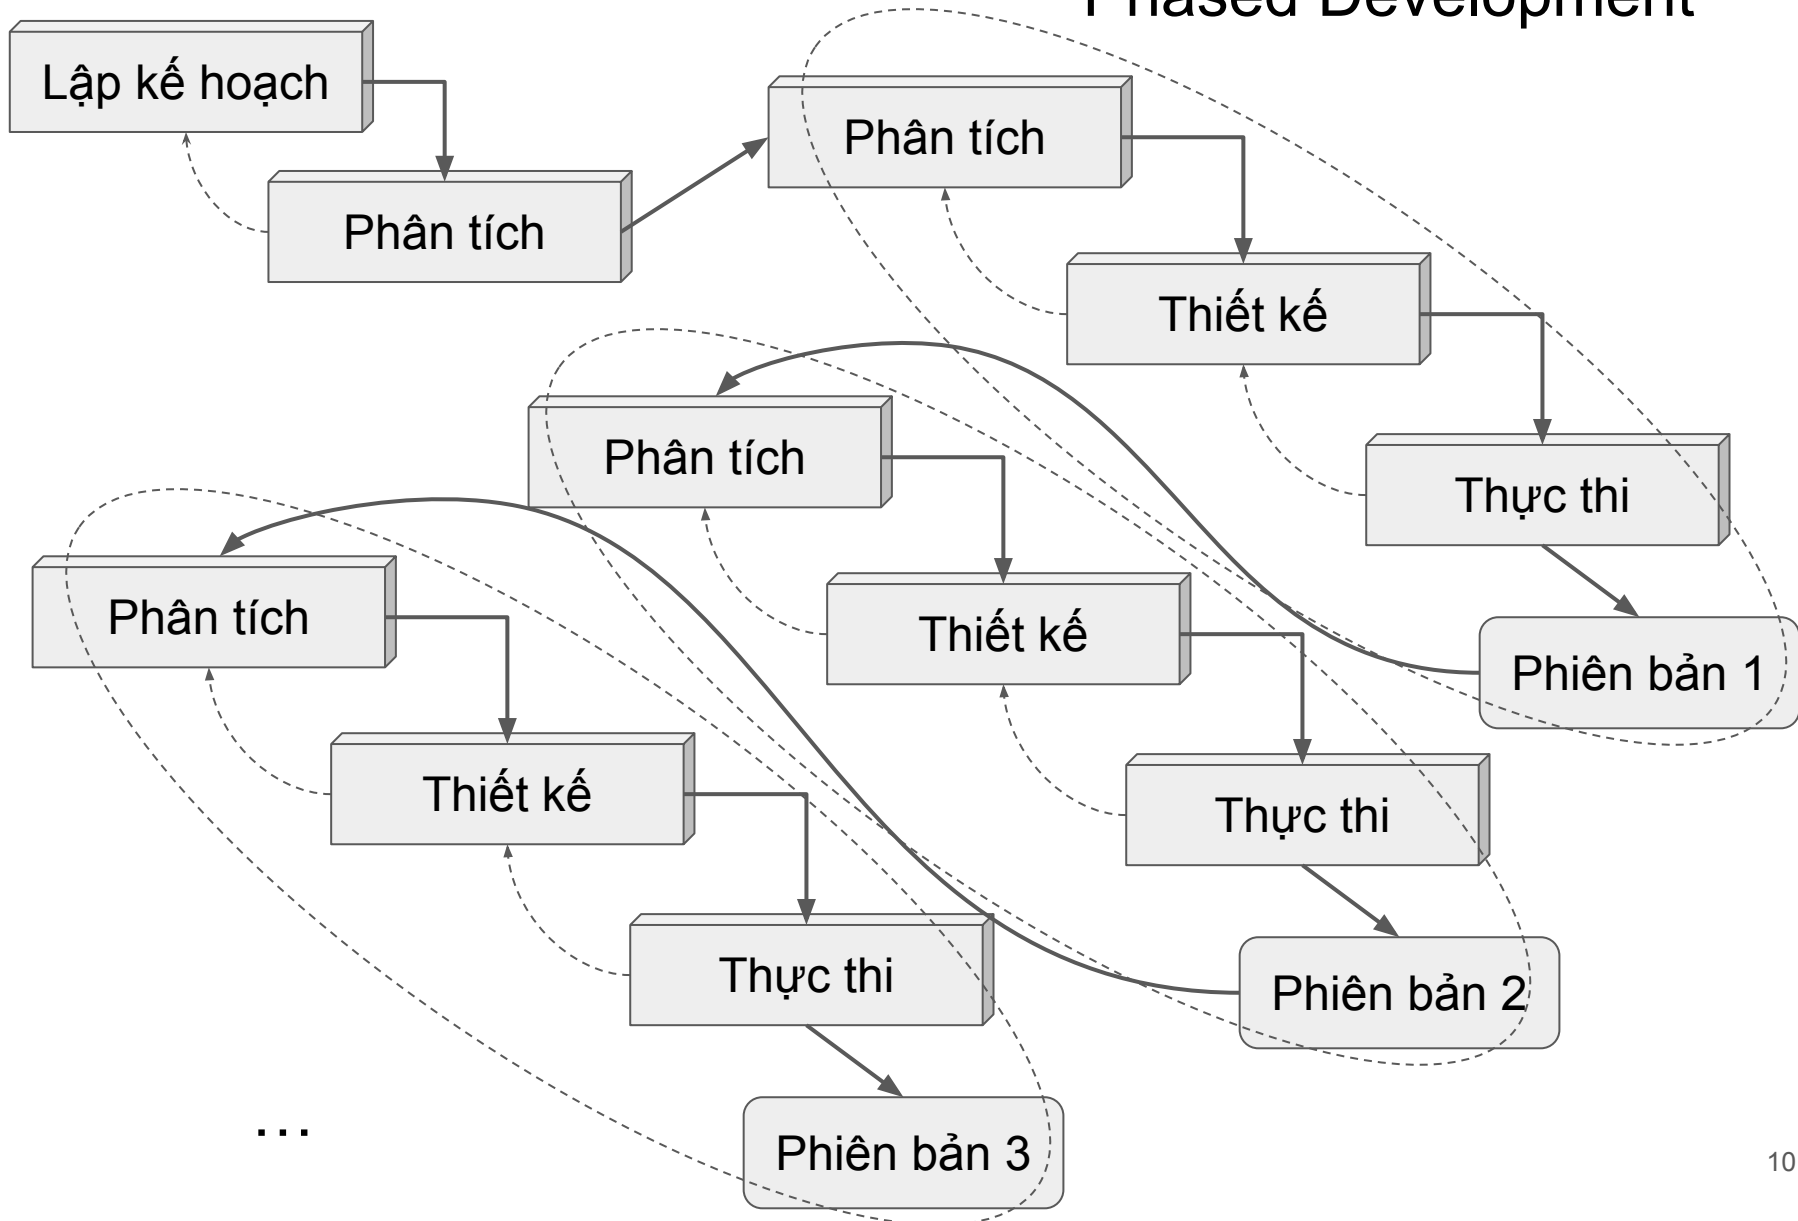 Phased Development
Lập kế hoạch
Phân tích
Phân tích
Thiết kế
Thực thi
Phiên bản 1
Phân tích
Thiết kế
Thực thi
Phiên bản 2
Phân tích
Thiết kế
Thực thi
Phiên bản 3
...
10